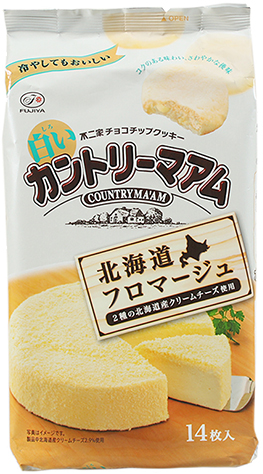 OPEN
冷やしてもおいしい
コクのある味わい、さわやかな後味
FUJIYA
不二家 チョコチップクッキー
しろ
白い
カントリーマアム
COUNTRY MA'AM
北海道
フロマージュ
2種の北海道産クリームチーズ使用
写真はイメージです。
14枚入